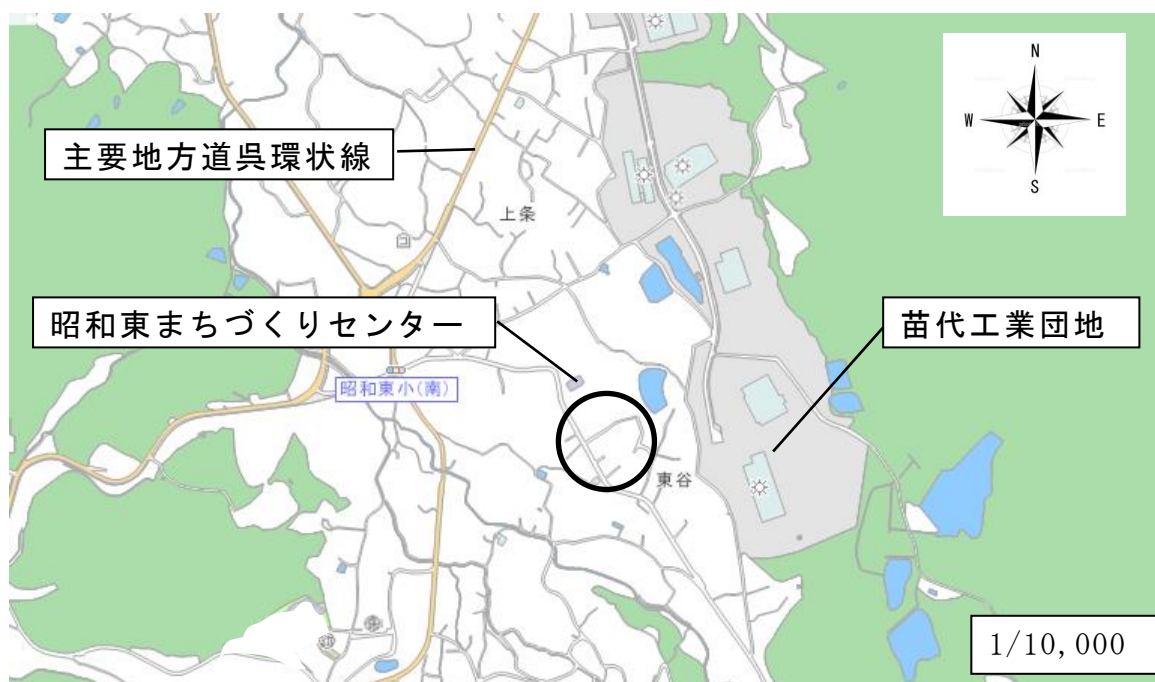 N
W
E
S
主要地方道呉環状線
上条
昭和東まちづくりセンター
苗代工業団地
昭和東小(南)
東谷
1/10,000